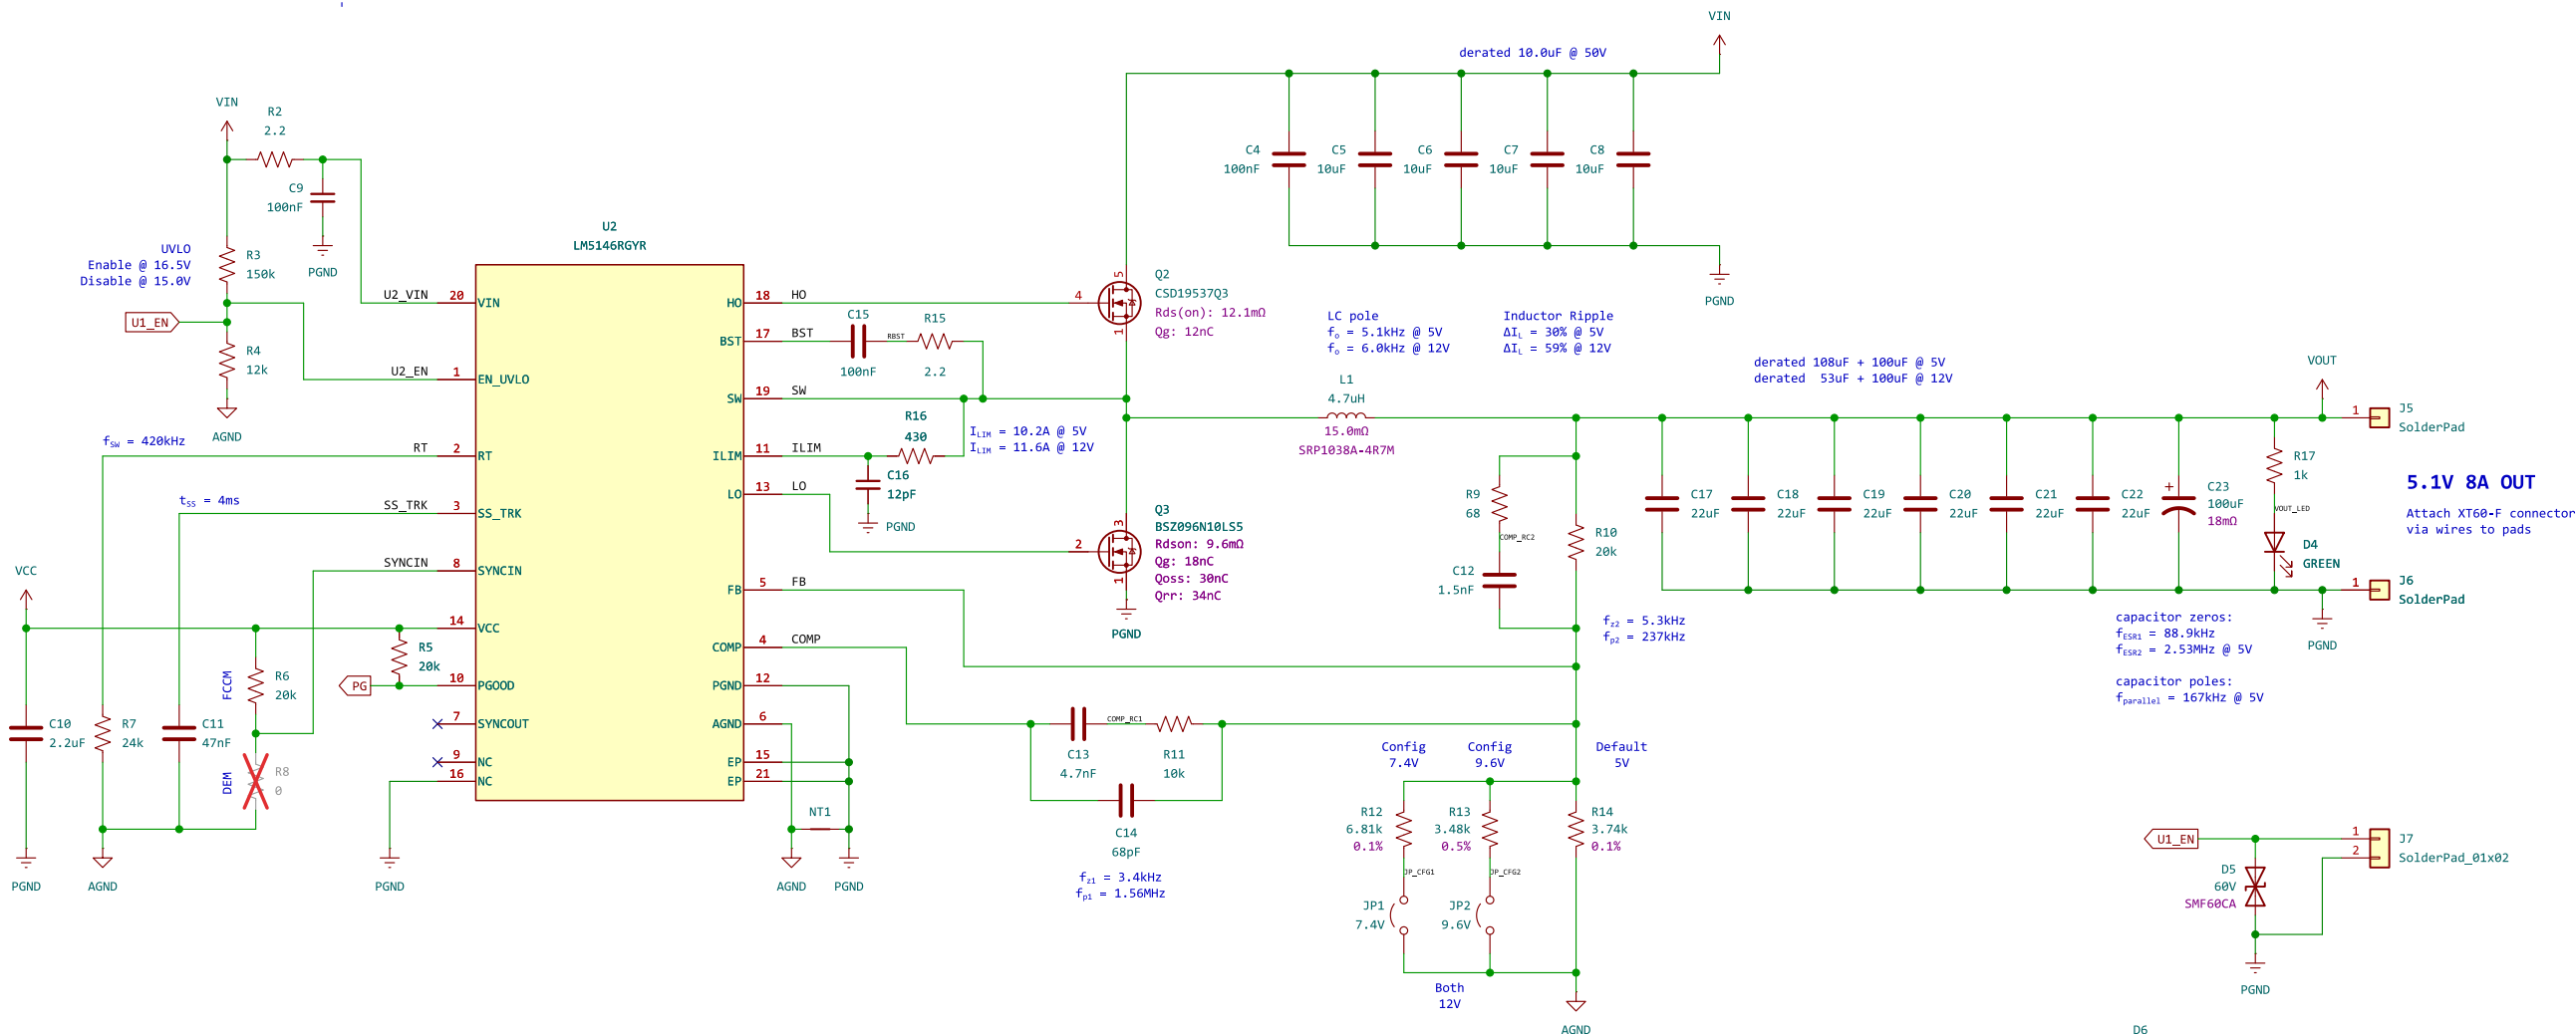 VIN
derated 10.0uF @ 50V
C4
100nF
C5
10uF
C6
10uF
C7
10uF
C8
10uF
PGND
VIN
R2
2.2
C9
100nF
PGND
UVLO
Enable @ 16.5V
Disable @ 15.0V
R3
150k
U1_EN
R4
12k
AGND
fSW = 420kHz
tSS = 4ms
U2
LM5146RGYR
U2_VIN
20
VIN
U2_EN
1
EN_UVLO
RT
2
RT
SS_TRK
3
SS_TRK
SYNCIN
8
SYNCIN
14
VCC
10
PGOOD
7
SYNCOUT
9
NC
16
NC
HO
18
HO
BST
17
BST
SW
19
SW
ILIM
11
ILIM
LO
13
LO
FB
5
FB
COMP
4
COMP
PGND
12
AGND
6
EP
15
EP
21
VCC
C10
2.2uF
PGND
R7
24k
AGND
C11
47nF
FCCM
R6
20k
DEM
R8
0
R5
20k
PG
PGND
NT1
AGND
PGND
C15
100nF
RBST
R15
2.2
R16
430
ILIM = 10.2A @ 5V
ILIM = 11.6A @ 12V
C16
12pF
PGND
4
5
1
Q2
CSD19537Q3
Rds(on): 12.1mΩ
Qg: 12nC
2
3
1
Q3
BSZ096N10LS5
Rdson: 9.6mΩ
Qg: 18nC
Qoss: 30nC
Qrr: 34nC
PGND
LC pole
fo = 5.1kHz @ 5V
fo = 6.0kHz @ 12V
Inductor Ripple
ΔIL = 30% @ 5V
ΔIL = 59% @ 12V
L1
4.7uH
15.0mΩ
SRP1038A-4R7M
R9
68
COMP_RC2
C12
1.5nF
R10
20k
fz2 = 5.3kHz
fp2 = 237kHz
C13
4.7nF
COMP_RC1
R11
10k
C14
68pF
fz1 = 3.4kHz
fp1 = 1.56MHz
Config
7.4V
Config
9.6V
Default
5V
R12
6.81k
0.1%
R13
3.48k
0.5%
R14
3.74k
0.1%
JP_CFG1
JP_CFG2
JP1
7.4V
JP2
9.6V
Both
12V
AGND
derated 108uF + 100uF @ 5V
derated  53uF + 100uF @ 12V
C17
22uF
C18
22uF
C19
22uF
C20
22uF
C21
22uF
C22
22uF
C23
100uF
18mΩ
+
VOUT
R17
1k
VOUT_LED
D4
GREEN
1
J5
SolderPad
5.1V 8A OUT
Attach XT60-F connector
via wires to pads
1
J6
SolderPad
PGND
capacitor zeros:
fESR1 = 88.9kHz
fESR2 = 2.53MHz @ 5V
capacitor poles:
fparallel = 167kHz @ 5V
U1_EN
1
2
J7
SolderPad_01x02
D5
60V
SMF60CA
PGND
D6